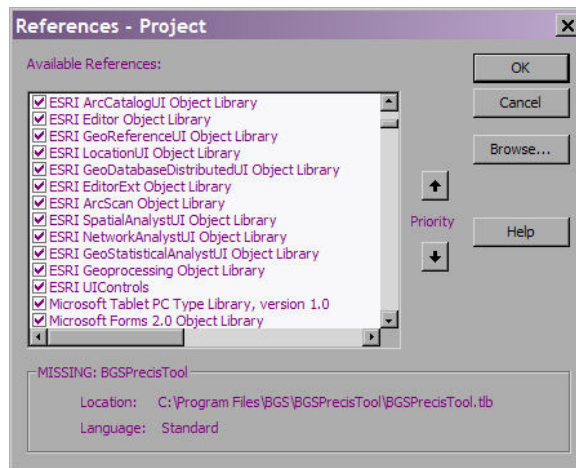 References - Project
Available References:
OK
Cancel
Browse...
Help
Priority
ESRI ArcCatalogUI Object Library
ESRI Editor Object Library
ESRI GeoReferenceUI Object Library
ESRI LocationUI Object Library
ESRI GeoDatabaseDistributedUI Object Library
ESRI EditorExt Object Library
ESRI ArcScan Object Library
ESRI SpatialAnalystUI Object Library
ESRI NetworkAnalystUI Object Library
ESRI GeoStatisticalAnalystUI Object Library
ESRI Geoprocessing Object Library
ESRI UIControls
Microsoft Tablet PC Type Library, version 1.0
Microsoft Forms 2.0 Object Library
MISSING: BGSPrecisTool
Location: C:\Program Files\BGS\BGSPrecisTool\BGSPrecisTool.tlb
Language: Standard